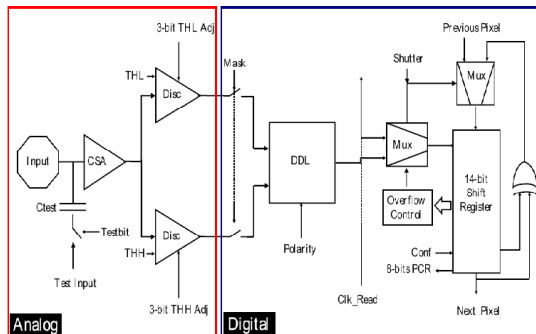 3-bit THL Adj
Previous Pixel
Shutter
Mask
THL
Disc
Mux
Input
CSA
DDL
Mux
14-bit
Shift
Register
Ctest
Testbit
Overflow
Control
Disc
THH
Polarity
Conf
8-bits PCR
Test Input
3-bit THH Adj
Clk_Read
Next Pixel
Analog
Digital